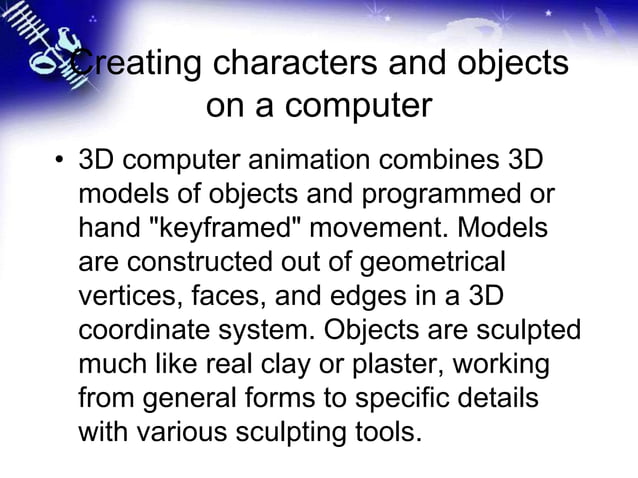 Creating characters and objects
on a computer
• 3D computer animation combines 3D
models of objects and programmed or
hand "keyframed" movement. Models
are constructed out of geometrical
vertices, faces, and edges in a 3D
coordinate system. Objects are sculpted
much like real clay or plaster, working
from general forms to specific details
with various sculpting tools.